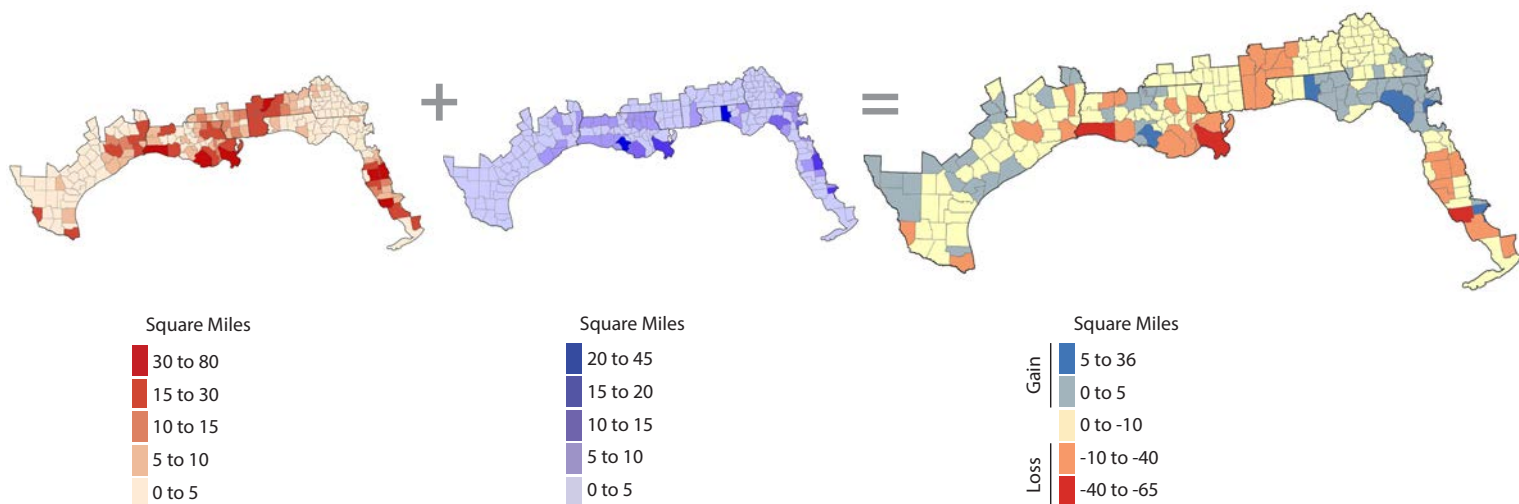 +
=
Square Miles
30 to 80
15 to 30
10 to 15
5 to 10
0 to 5
Square Miles
20 to 45
15 to 20
10 to 15
5 to 10
0 to 5
Square Miles
Gain
5 to 36
0 to 5
0 to -10
Loss
-10 to -40
-40 to -65